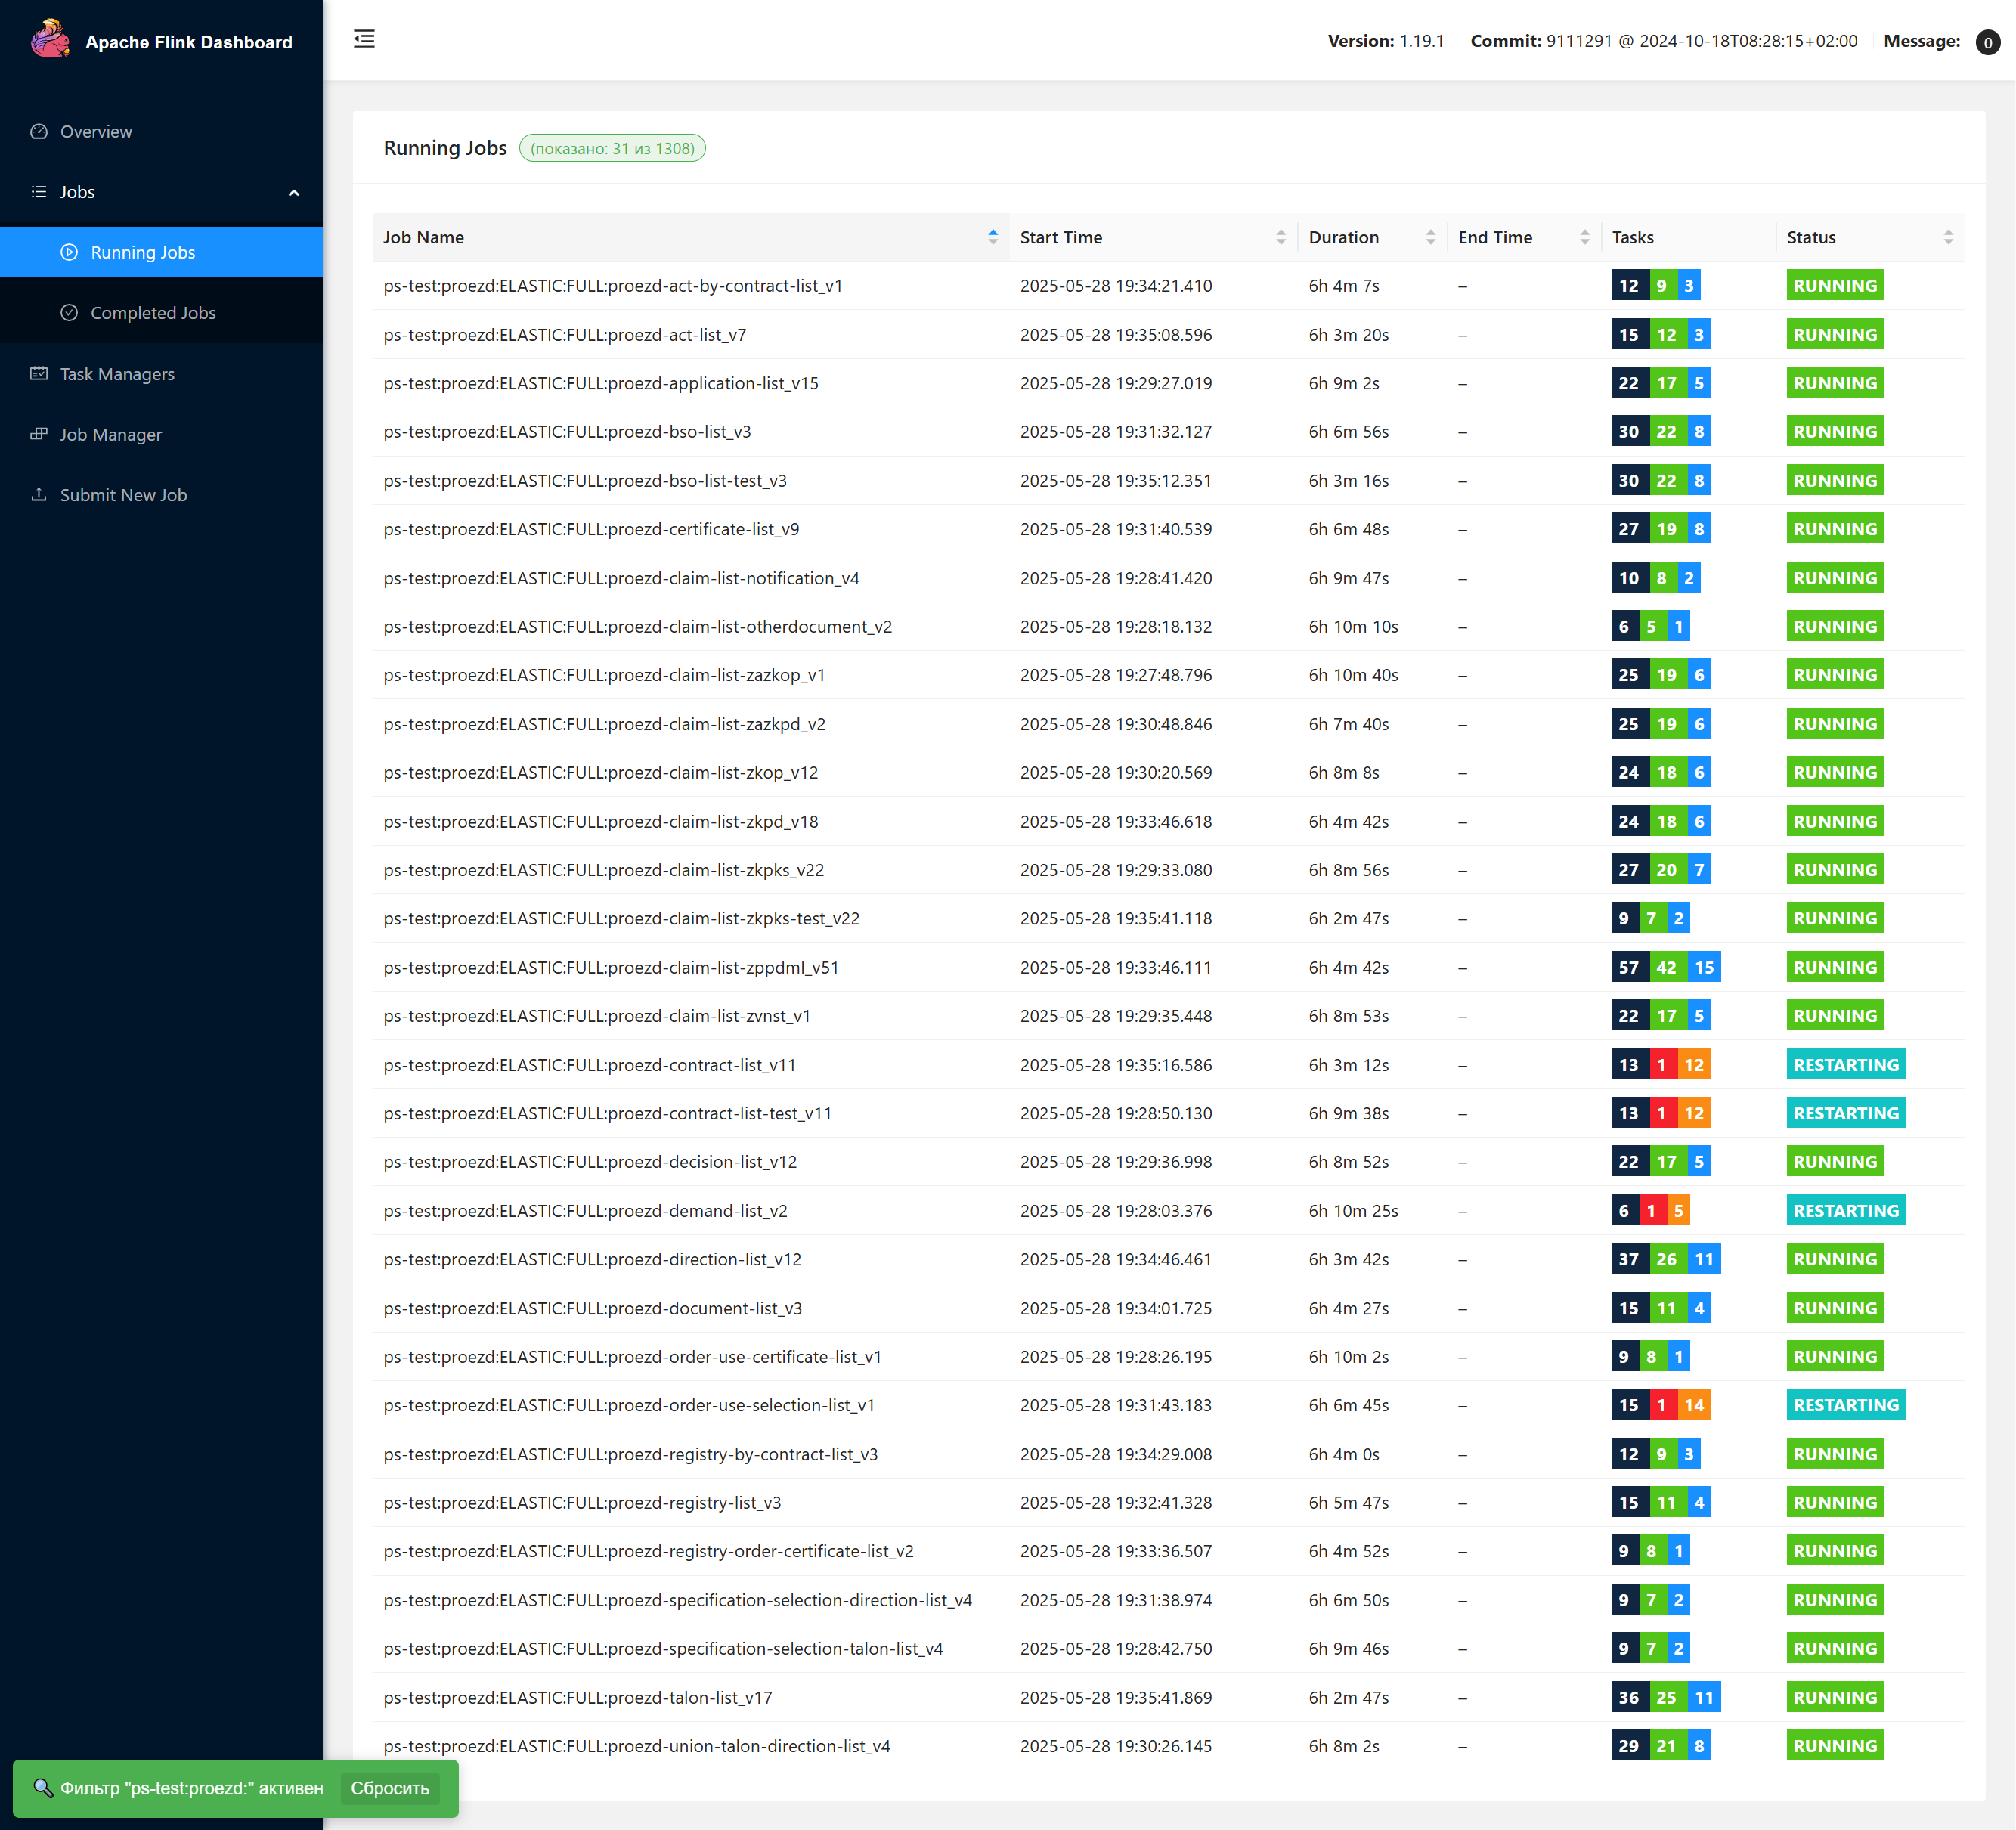 Apache Flink Dashboard
Version: 1.19.1 Commit: 9111291 @ 2024-10-18T08:28:15+02:00 Message: 0
Overview
Jobs
Running Jobs
Completed Jobs
Task Managers
Job Manager
Submit New Job
Running Jobs (показано: 31 из 1308)
Job Name Start Time Duration End Time Tasks Status
ps-test:proezd:ELASTIC:FULL:proezd-act-by-contract-list_v1 2025-05-28 19:34:21.410 6h 4m 7s – 12 9 3 RUNNING
ps-test:proezd:ELASTIC:FULL:proezd-act-list_v7 2025-05-28 19:35:08.596 6h 3m 20s – 15 12 3 RUNNING
ps-test:proezd:ELASTIC:FULL:proezd-application-list_v15 2025-05-28 19:29:27.019 6h 9m 2s – 22 17 5 RUNNING
ps-test:proezd:ELASTIC:FULL:proezd-bso-list_v3 2025-05-28 19:31:32.127 6h 6m 56s – 30 22 8 RUNNING
ps-test:proezd:ELASTIC:FULL:proezd-bso-list-test_v3 2025-05-28 19:35:12.351 6h 3m 16s – 30 22 8 RUNNING
ps-test:proezd:ELASTIC:FULL:proezd-certificate-list_v9 2025-05-28 19:31:40.539 6h 6m 48s – 27 19 8 RUNNING
ps-test:proezd:ELASTIC:FULL:proezd-claim-list-notification_v4 2025-05-28 19:28:41.420 6h 9m 47s – 10 8 2 RUNNING
ps-test:proezd:ELASTIC:FULL:proezd-claim-list-otherdocument_v2 2025-05-28 19:28:18.132 6h 10m 10s – 6 5 1 RUNNING
ps-test:proezd:ELASTIC:FULL:proezd-claim-list-zazkop_v1 2025-05-28 19:27:48.796 6h 10m 40s – 25 19 6 RUNNING
ps-test:proezd:ELASTIC:FULL:proezd-claim-list-zazkpd_v2 2025-05-28 19:30:48.846 6h 7m 40s – 25 19 6 RUNNING
ps-test:proezd:ELASTIC:FULL:proezd-claim-list-zkop_v12 2025-05-28 19:30:20.569 6h 8m 8s – 24 18 6 RUNNING
ps-test:proezd:ELASTIC:FULL:proezd-claim-list-zkpd_v18 2025-05-28 19:33:46.618 6h 4m 42s – 24 18 6 RUNNING
ps-test:proezd:ELASTIC:FULL:proezd-claim-list-zkpks_v22 2025-05-28 19:29:33.080 6h 8m 56s – 27 20 7 RUNNING
ps-test:proezd:ELASTIC:FULL:proezd-claim-list-zkpks-test_v22 2025-05-28 19:35:41.118 6h 2m 47s – 9 7 2 RUNNING
ps-test:proezd:ELASTIC:FULL:proezd-claim-list-zppdml_v51 2025-05-28 19:33:46.111 6h 4m 42s – 57 42 15 RUNNING
ps-test:proezd:ELASTIC:FULL:proezd-claim-list-zvnst_v1 2025-05-28 19:29:35.448 6h 8m 53s – 22 17 5 RUNNING
ps-test:proezd:ELASTIC:FULL:proezd-contract-list_v11 2025-05-28 19:35:16.586 6h 3m 12s – 13 1 12 RESTARTING
ps-test:proezd:ELASTIC:FULL:proezd-contract-list-test_v11 2025-05-28 19:28:50.130 6h 9m 38s – 13 1 12 RESTARTING
ps-test:proezd:ELASTIC:FULL:proezd-decision-list_v12 2025-05-28 19:29:36.998 6h 8m 52s – 22 17 5 RUNNING
ps-test:proezd:ELASTIC:FULL:proezd-demand-list_v2 2025-05-28 19:28:03.376 6h 10m 25s – 6 1 5 RESTARTING
ps-test:proezd:ELASTIC:FULL:proezd-direction-list_v12 2025-05-28 19:34:46.461 6h 3m 42s – 37 26 11 RUNNING
ps-test:proezd:ELASTIC:FULL:proezd-document-list_v3 2025-05-28 19:34:01.725 6h 4m 27s – 15 11 4 RUNNING
ps-test:proezd:ELASTIC:FULL:proezd-order-use-certificate-list_v1 2025-05-28 19:28:26.195 6h 10m 2s – 9 8 1 RUNNING
ps-test:proezd:ELASTIC:FULL:proezd-order-use-selection-list_v1 2025-05-28 19:31:43.183 6h 6m 45s – 15 1 14 RESTARTING
ps-test:proezd:ELASTIC:FULL:proezd-registry-by-contract-list_v3 2025-05-28 19:34:29.008 6h 4m 0s – 12 9 3 RUNNING
ps-test:proezd:ELASTIC:FULL:proezd-registry-list_v3 2025-05-28 19:32:41.328 6h 5m 47s – 15 11 4 RUNNING
ps-test:proezd:ELASTIC:FULL:proezd-registry-order-certificate-list_v2 2025-05-28 19:33:36.507 6h 4m 52s – 9 8 1 RUNNING
ps-test:proezd:ELASTIC:FULL:proezd-specification-selection-direction-list_v4 2025-05-28 19:31:38.974 6h 6m 50s – 9 7 2 RUNNING
ps-test:proezd:ELASTIC:FULL:proezd-specification-selection-talon-list_v4 2025-05-28 19:28:42.750 6h 9m 46s – 9 7 2 RUNNING
ps-test:proezd:ELASTIC:FULL:proezd-talon-list_v17 2025-05-28 19:35:41.869 6h 2m 47s – 36 25 11 RUNNING
ps-test:proezd:ELASTIC:FULL:proezd-union-talon-direction-list_v4 2025-05-28 19:30:26.145 6h 8m 2s – 29 21 8 RUNNING
Фильтр "ps-test:proezd:" активен Сбросить